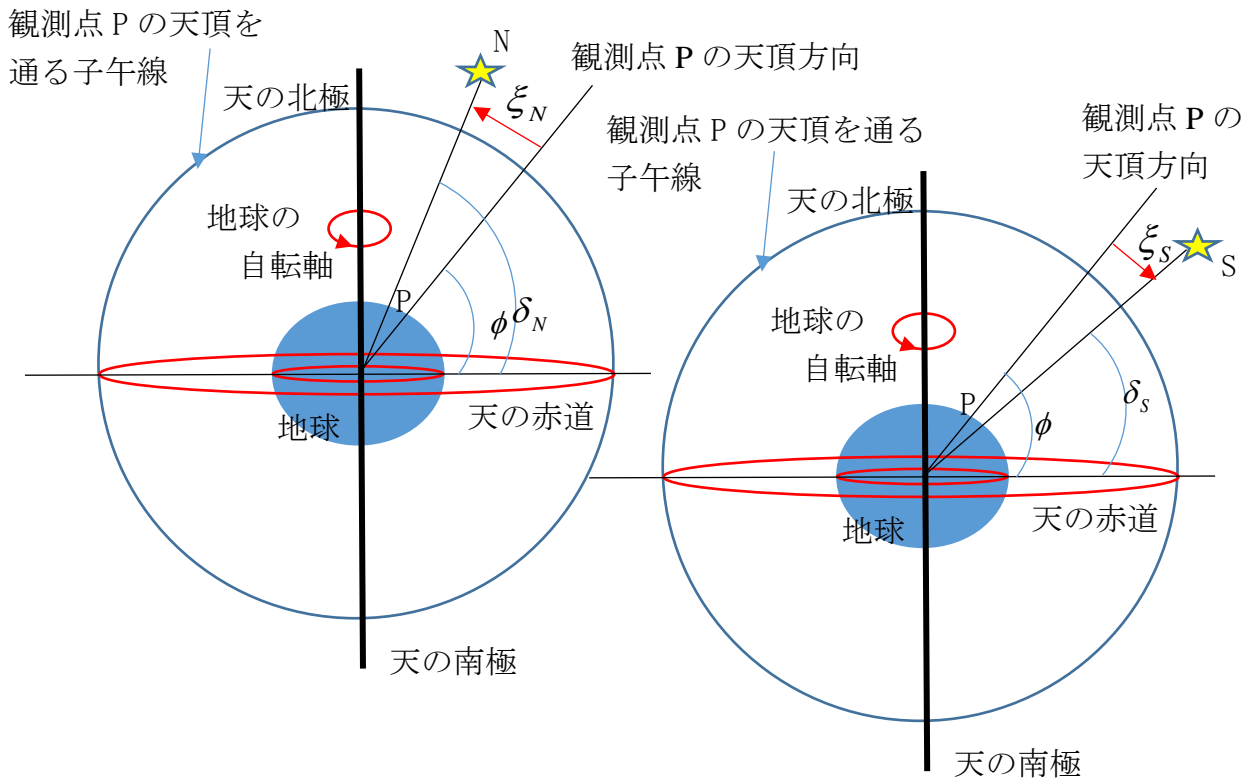 観測点 P の天頂を
通る子午線
N
観測点 P の天頂方向
天の北極
ξN
地球の
自転軸
P
ϕ
δN
天の赤道
地球
天の南極
観測点 P の天頂を通る
子午線
観測点 P の
天頂方向
天の北極
ξS
S
地球の
自転軸
P
ϕ
δS
天の赤道
地球
天の南極